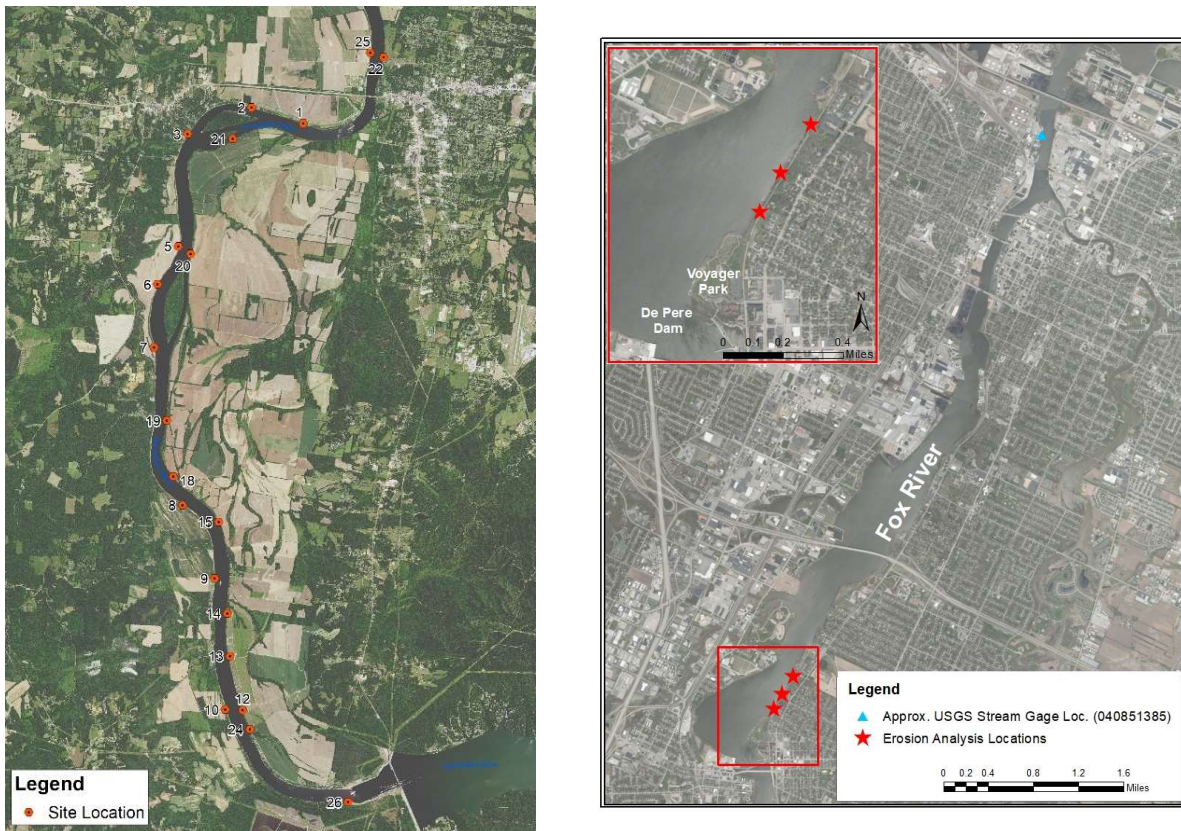 25
22
2
1
3
21
5
20
6
7
19
18
8
15
9
14
13
10
12
24
26
Legend
Site Location
Voyager
Park
De Pere
Dam
N
0 0.1 0.2 0.4
Miles
Fox River
Legend
Approx. USGS Stream Gage Loc. (040851385)
Erosion Analysis Locations
0 0.2 0.4 0.8 1.2 1.6
Miles